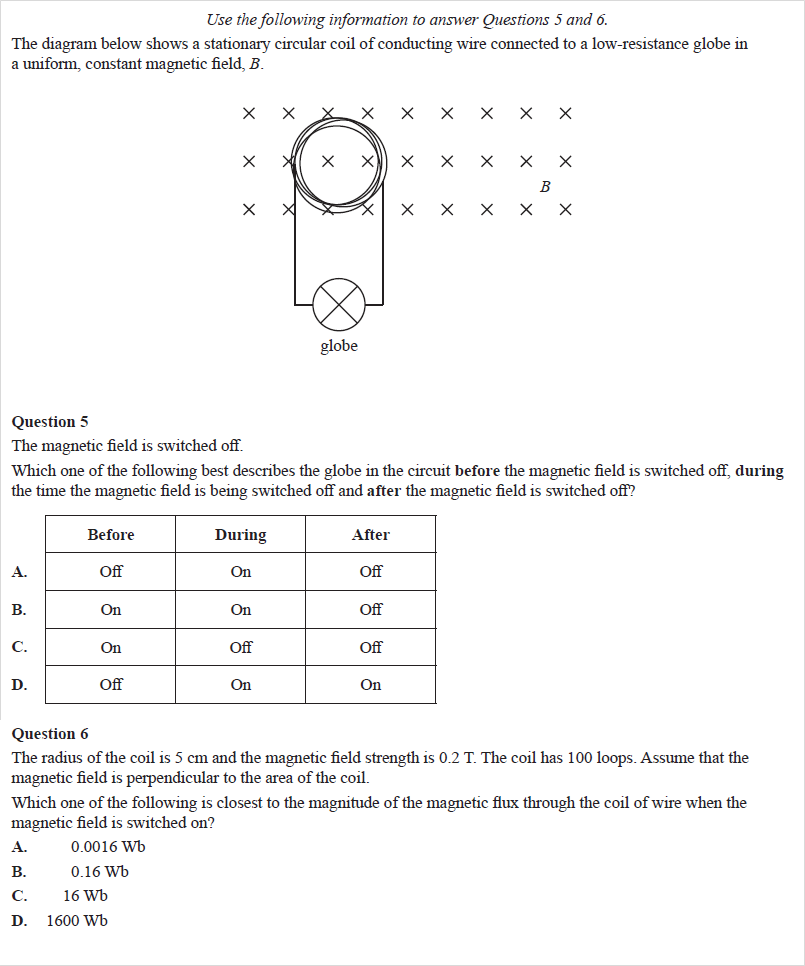 Use the following information to answer Questions 5 and 6.
The diagram below shows a stationary circular coil of conducting wire connected to a low-resistance globe in
a uniform, constant magnetic field, B.
B
globe
Question 5
The magnetic field is switched off.
Which one of the following best describes the globe in the circuit before the magnetic field is switched off, during
the time the magnetic field is being switched off and after the magnetic field is switched off?
Before During After
A. Off On Off
B. On On Off
C. On Off Off
D. Off On On
Question 6
The radius of the coil is 5 cm and the magnetic field strength is 0.2 T. The coil has 100 loops. Assume that the
magnetic field is perpendicular to the area of the coil.
Which one of the following is closest to the magnitude of the magnetic flux through the coil of wire when the
magnetic field is switched on?
A. 0.0016 Wb
B. 0.16 Wb
C. 16 Wb
D. 1600 Wb